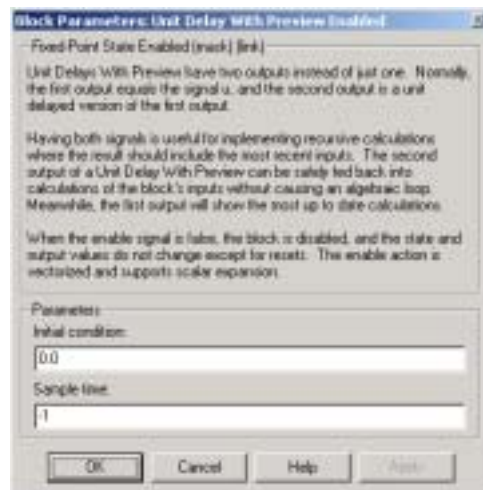 Block Parameters: Unit Delay With Preview Enabled
Fixed-Point State Enabled (mask) (link)
Unit Delays With Preview have two outputs instead of just one. Normally,
the first output equals the signal u, and the second output is a unit
delayed version of the first output.
Having both signals is useful for implementing recursive calculations
where the result should include the most recent inputs. The second
output of a Unit Delay With Preview can be safely fed back into
calculations of the block's inputs without causing an algebraic loop.
Meanwhile, the first output will show the most up to date calculations.
When the enable signal is false, the block is disabled, and the state and
output values do not change except for resets. The enable action is
vectorized and supports scalar expansion.
Parameters
Initial condition:
0.0
Sample time:
-1
OK Cancel Help Apply